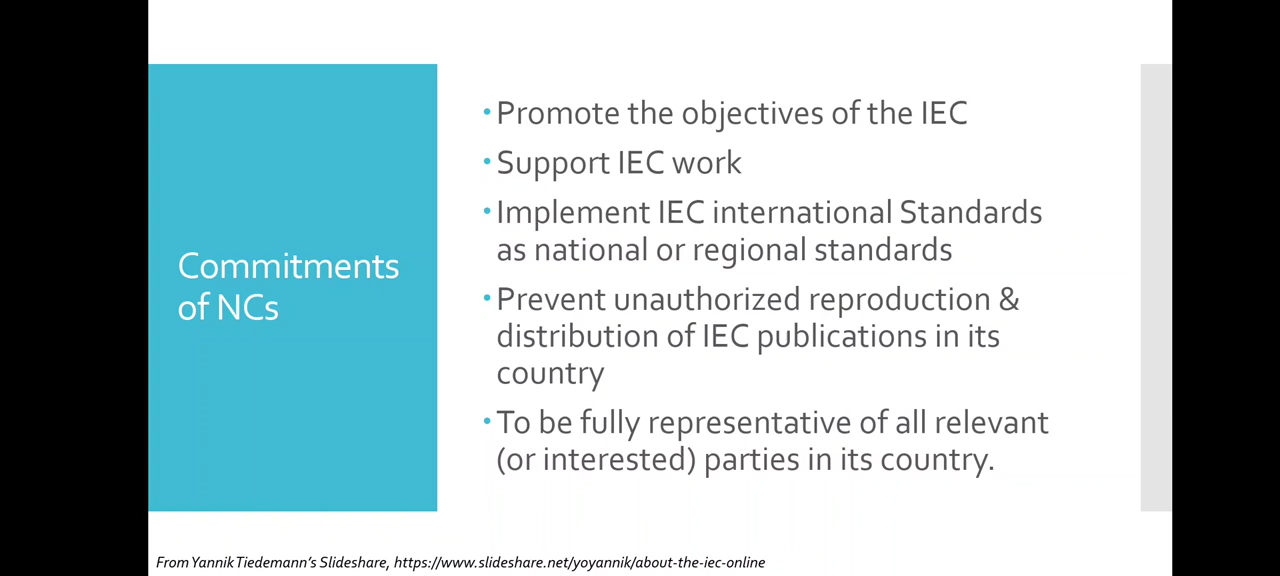 Commitments
of NCs
• Promote the objectives of the IEC
• Support IEC work
• Implement IEC international Standards
as national or regional standards
• Prevent unauthorized reproduction &
distribution of IEC publications in its
country
• To be fully representative of all relevant
(or interested) parties in its country.
From Yannik Tiedemann's Slideshare, https://www.slideshare.net/yoyannik/about-the-iec-online